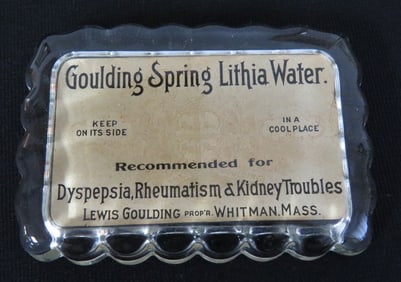 Goulding Spring Lithia Water.
KEEP
ON ITS SIDE
IN A
COOL PLACE
Recommended for
Dyspepsia, Rheumatism & Kidney Troubles
LEWIS GOULDING PROP'R. WHITMAN. MASS.